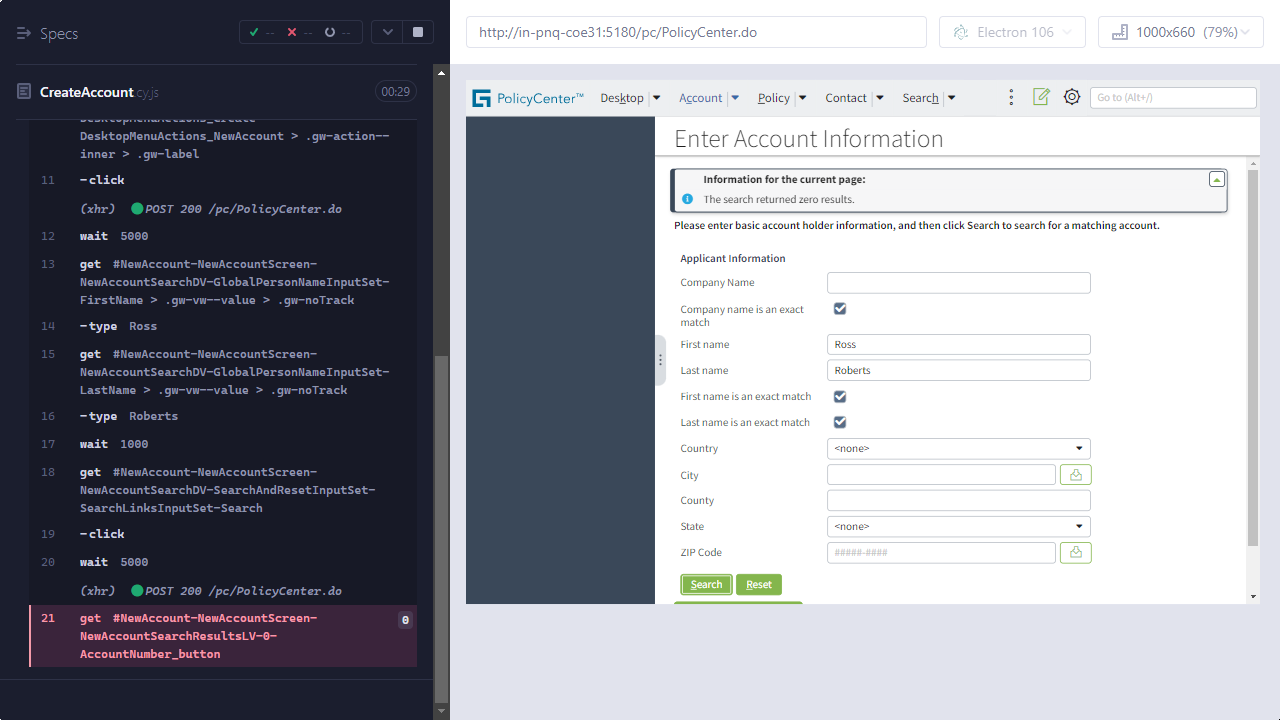 Specs
--
--
--
CreateAccount.cy.js
00:29
DesktopMenuActions_Create-
DesktopMenuActions_NewAccount > .gw-action--
inner > .gw-label
11 -click
(xhr) POST 200 /pc/PolicyCenter.do
12 wait 5000
13 get #NewAccount-NewAccountScreen-
NewAccountSearchDV-GlobalPersonNameInputSet-
FirstName > .gw-vw--value > .gw-noTrack
14 -type Ross
15 get #NewAccount-NewAccountScreen-
NewAccountSearchDV-GlobalPersonNameInputSet-
LastName > .gw-vw--value > .gw-noTrack
16 -type Roberts
17 wait 1000
18 get #NewAccount-NewAccountScreen-
NewAccountSearchDV-SearchAndResetInputSet-
SearchLinksInputSet-Search
19 -click
20 wait 5000
(xhr) POST 200 /pc/PolicyCenter.do
21 get #NewAccount-NewAccountScreen-
NewAccountSearchResultsLV-0-
AccountNumber_button
0
http://in-pnq-coe31:5180/pc/PolicyCenter.do
Electron 106
1000x660 (79%)
PolicyCenter™
Desktop
Account
Policy
Contact
Search
Go to (Alt+/)
Enter Account Information
Information for the current page:
The search returned zero results.
Please enter basic account holder information, and then click Search to search for a matching account.
Applicant Information
Company Name
Company name is an exact
match
First name Ross
Last name Roberts
First name is an exact match
Last name is an exact match
Country <none>
City
County
State <none>
ZIP Code #####-####
Search Reset